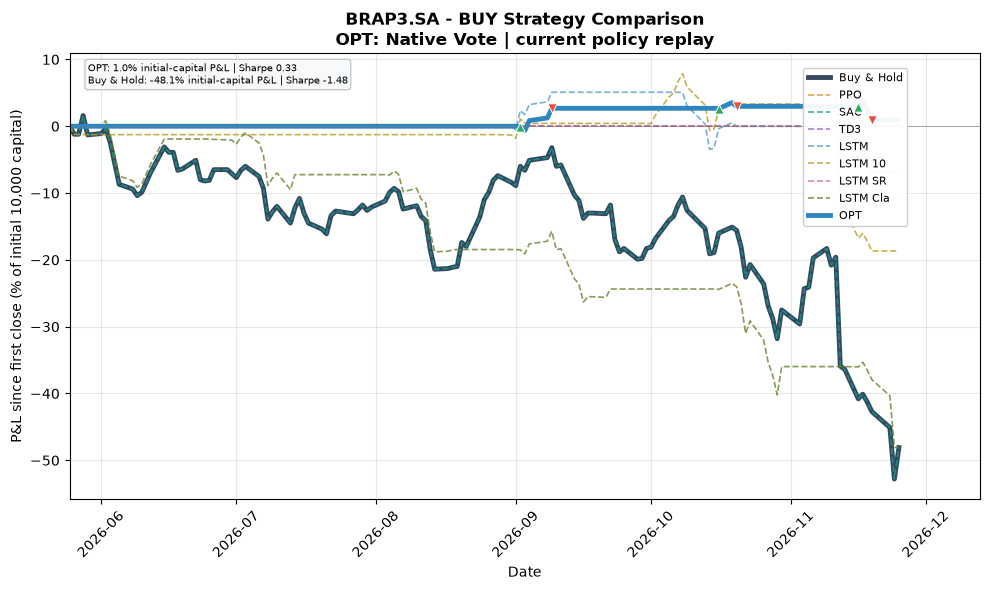 BRAP3.SA - BUY Strategy Comparison
OPT: Native Vote | current policy replay
OPT: 1.0% initial-capital P&L | Sharpe 0.33
Buy & Hold: -48.1% initial-capital P&L | Sharpe -1.48
Buy & Hold
PPO
SAC
TD3
LSTM
LSTM 10
LSTM SR
LSTM Cla
OPT
P&L since first close (% of initial 10,000 capital)
10
0
−10
−20
−30
−40
−50
2026-06
2026-07
2026-08
2026-09
2026-10
2026-11
2026-12
Date